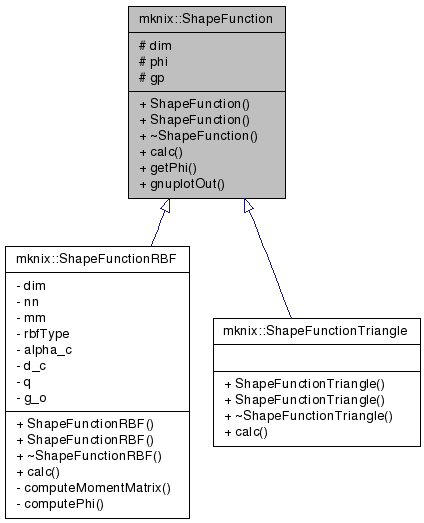 mknix::ShapeFunction
# dim
# phi
# gp
+ ShapeFunction()
+ ShapeFunction()
+ ~ShapeFunction()
+ calc()
+ getPhi()
+ gnuplotOut()
mknix::ShapeFunctionRBF
- dim
- nn
- mm
- rbfType
- alpha_c
- d_c
- q
- g_o
+ ShapeFunctionRBF()
+ ShapeFunctionRBF()
+ ~ShapeFunctionRBF()
+ calc()
- computeMomentMatrix()
- computePhi()
mknix::ShapeFunctionTriangle
+ ShapeFunctionTriangle()
+ ShapeFunctionTriangle()
+ ~ShapeFunctionTriangle()
+ calc()